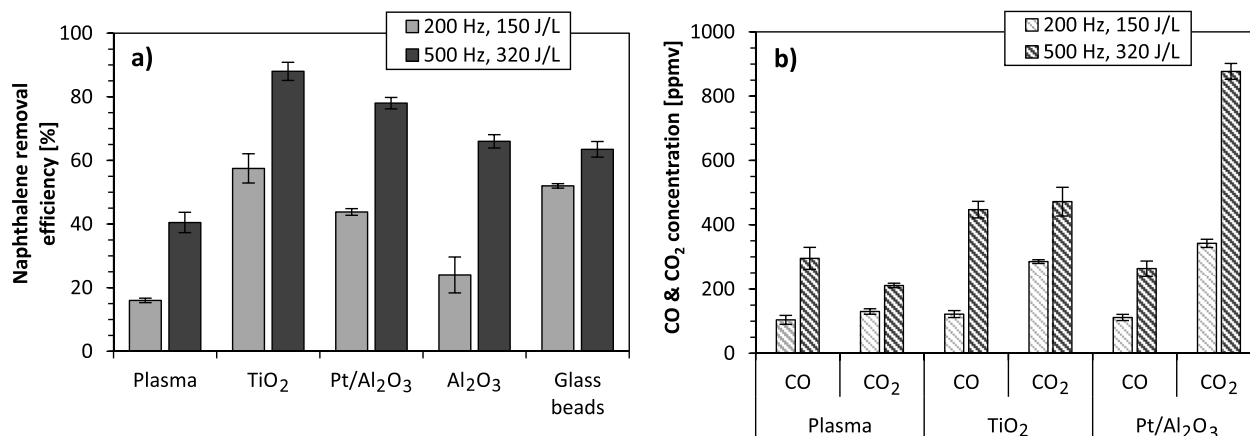 a)
200 Hz, 150 J/L
500 Hz, 320 J/L
Naphthalene removal
efficiency [%]
100
80
60
40
20
0
Plasma TiO₂ Pt/Al₂O₃ Al₂O₃ Glass
beads
b)
200 Hz, 150 J/L
500 Hz, 320 J/L
CO & CO₂ concentration [ppmv]
1000
800
600
400
200
0
CO CO₂ CO CO₂ CO CO₂
Plasma TiO₂ Pt/Al₂O₃